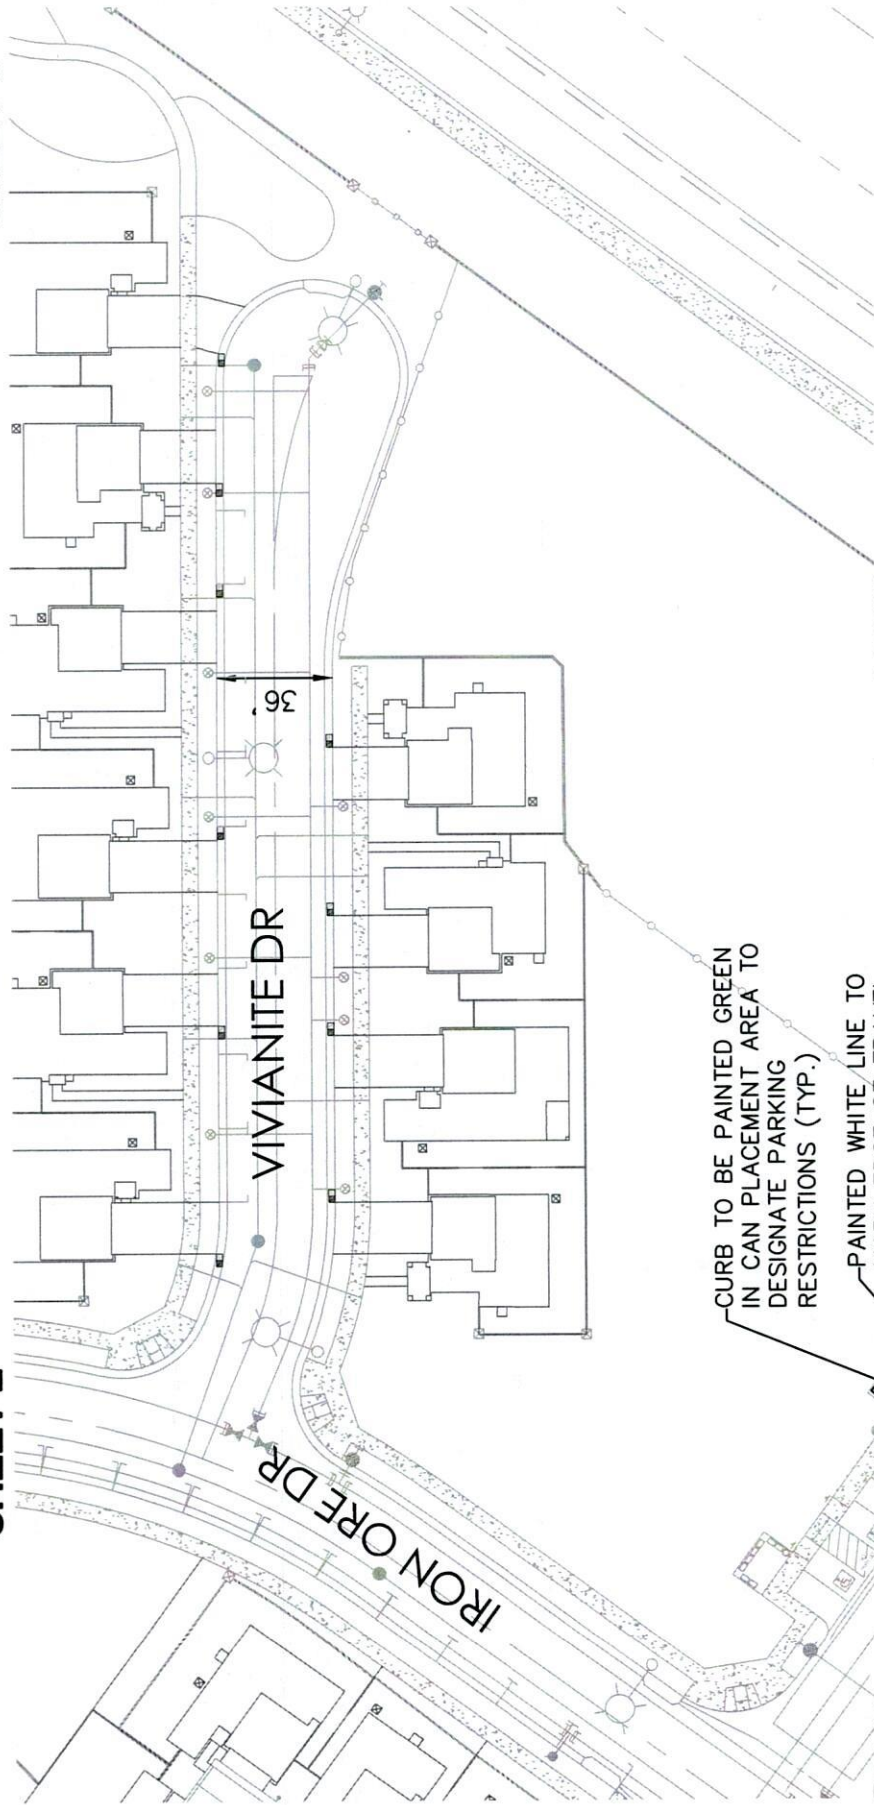 36'
VIVIANITE DR
IRON ORE DR
CURB TO BE PAINTED GREEN
IN CAN PLACEMENT AREA TO
DESIGNATE PARKING
RESTRICTIONS (TYP.)
PAINTED WHITE LINE TO